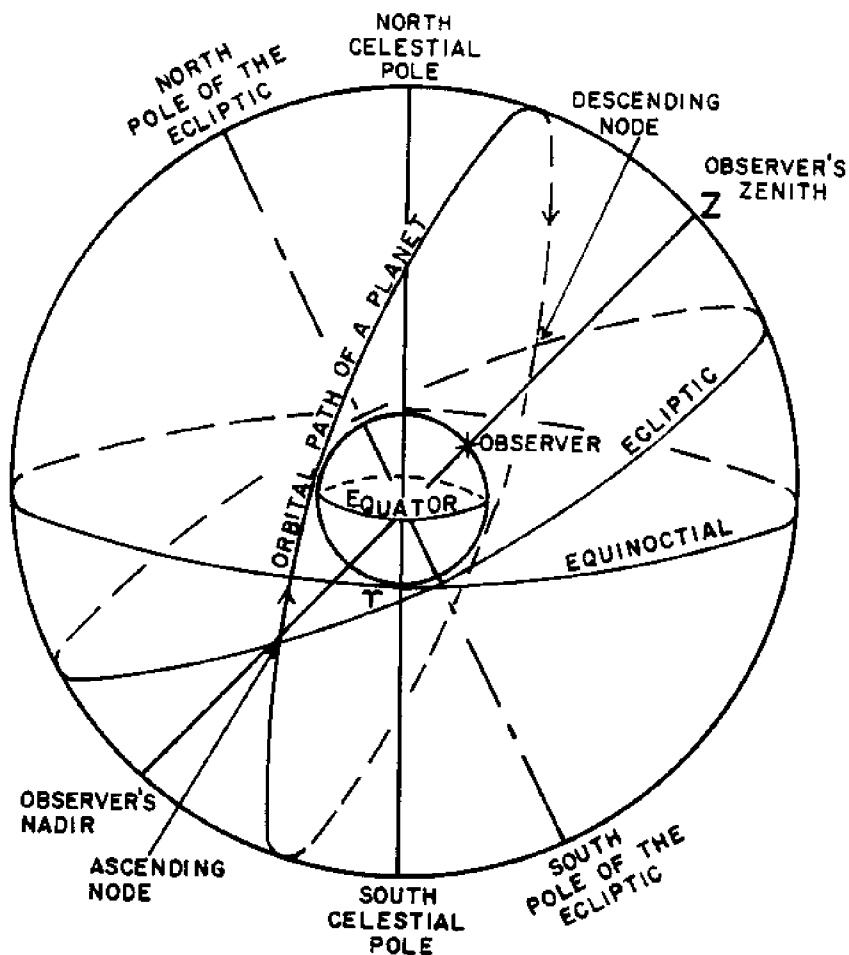 NORTH
CELESTIAL
POLE
NORTH
POLE OF THE
ECLIPTIC
DESCENDING
NODE
OBSERVER'S
ZENITH
Z
ORBITAL PATH OF A PLANET
OBSERVER
ECLIPTIC
EQUATOR
EQUINOCTIAL
♈
OBSERVER'S
NADIR
ASCENDING
NODE
SOUTH
CELESTIAL
POLE
SOUTH
POLE OF THE
ECLIPTIC